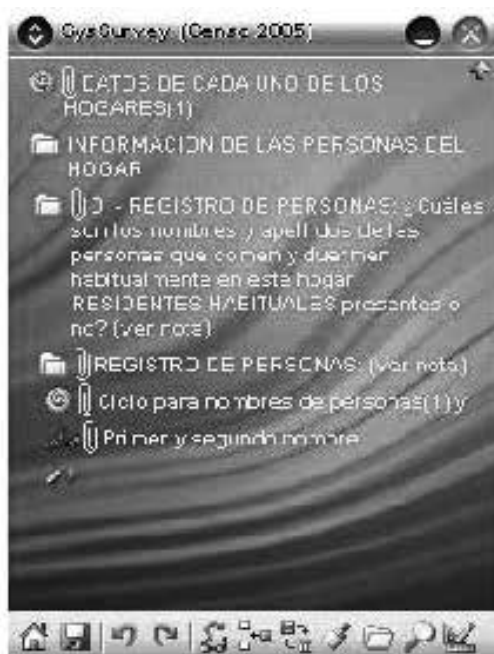 SysSurvey (Censo 2005)
DATOS DE CADA UNO DE LOS
HOGARES(1)
INFORMACION DE LAS PERSONAS DEL
HOGAR
- REGISTRO DE PERSONAS: ¿Cuáles
son los nombres y apellidos de las
personas que comen y duermen
habitualmente en este hogar
RESIDENTES HABITUALES presentes o
no? (ver nota)
REGISTRO DE PERSONAS: (ver nota)
Ciclo para nombres de personas(1) y
Primer y segundo nombre